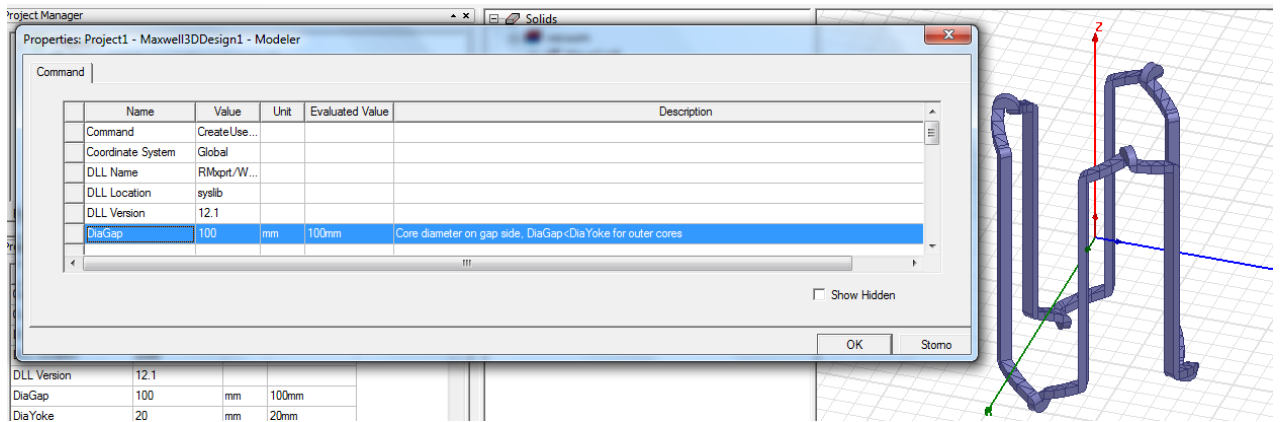 Project Manager
Solids
Properties: Project1 - Maxwell3DDesign1 - Modeler
Command
Name Value Unit Evaluated Value Description
Command CreateUse...
Coordinate System Global
DLL Name RMxprt/W...
DLL Location syslib
DLL Version 12.1
DiaGap 100 mm 100mm Core diameter on gap side, DiaGap<DiaYoke for outer cores
Show Hidden
OK Storno
DLL Version 12.1
DiaGap 100 mm 100mm
DiaYoke 20 mm 20mm
Z